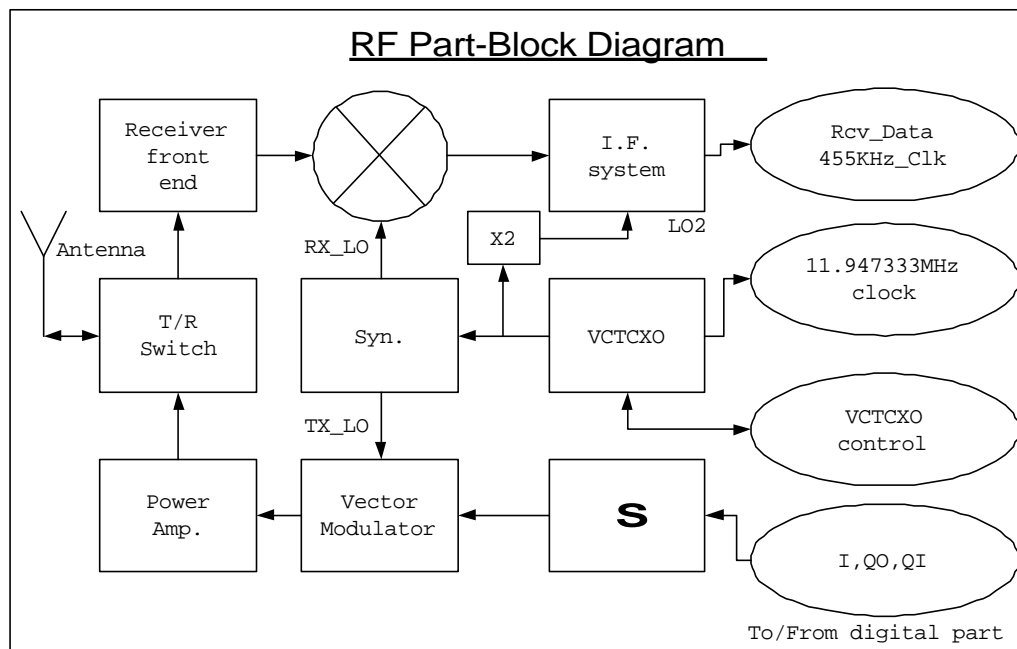 RF Part-Block Diagram
Receiver
front
end
I.F.
system
Rcv_Data
455KHz_Clk
Antenna
RX_LO
X2
LO2
11.947333MHz
clock
T/R
Switch
Syn.
VCTCXO
TX_LO
VCTCXO
control
Power
Amp.
Vector
Modulator
S
I,QO,QI
To/From digital part